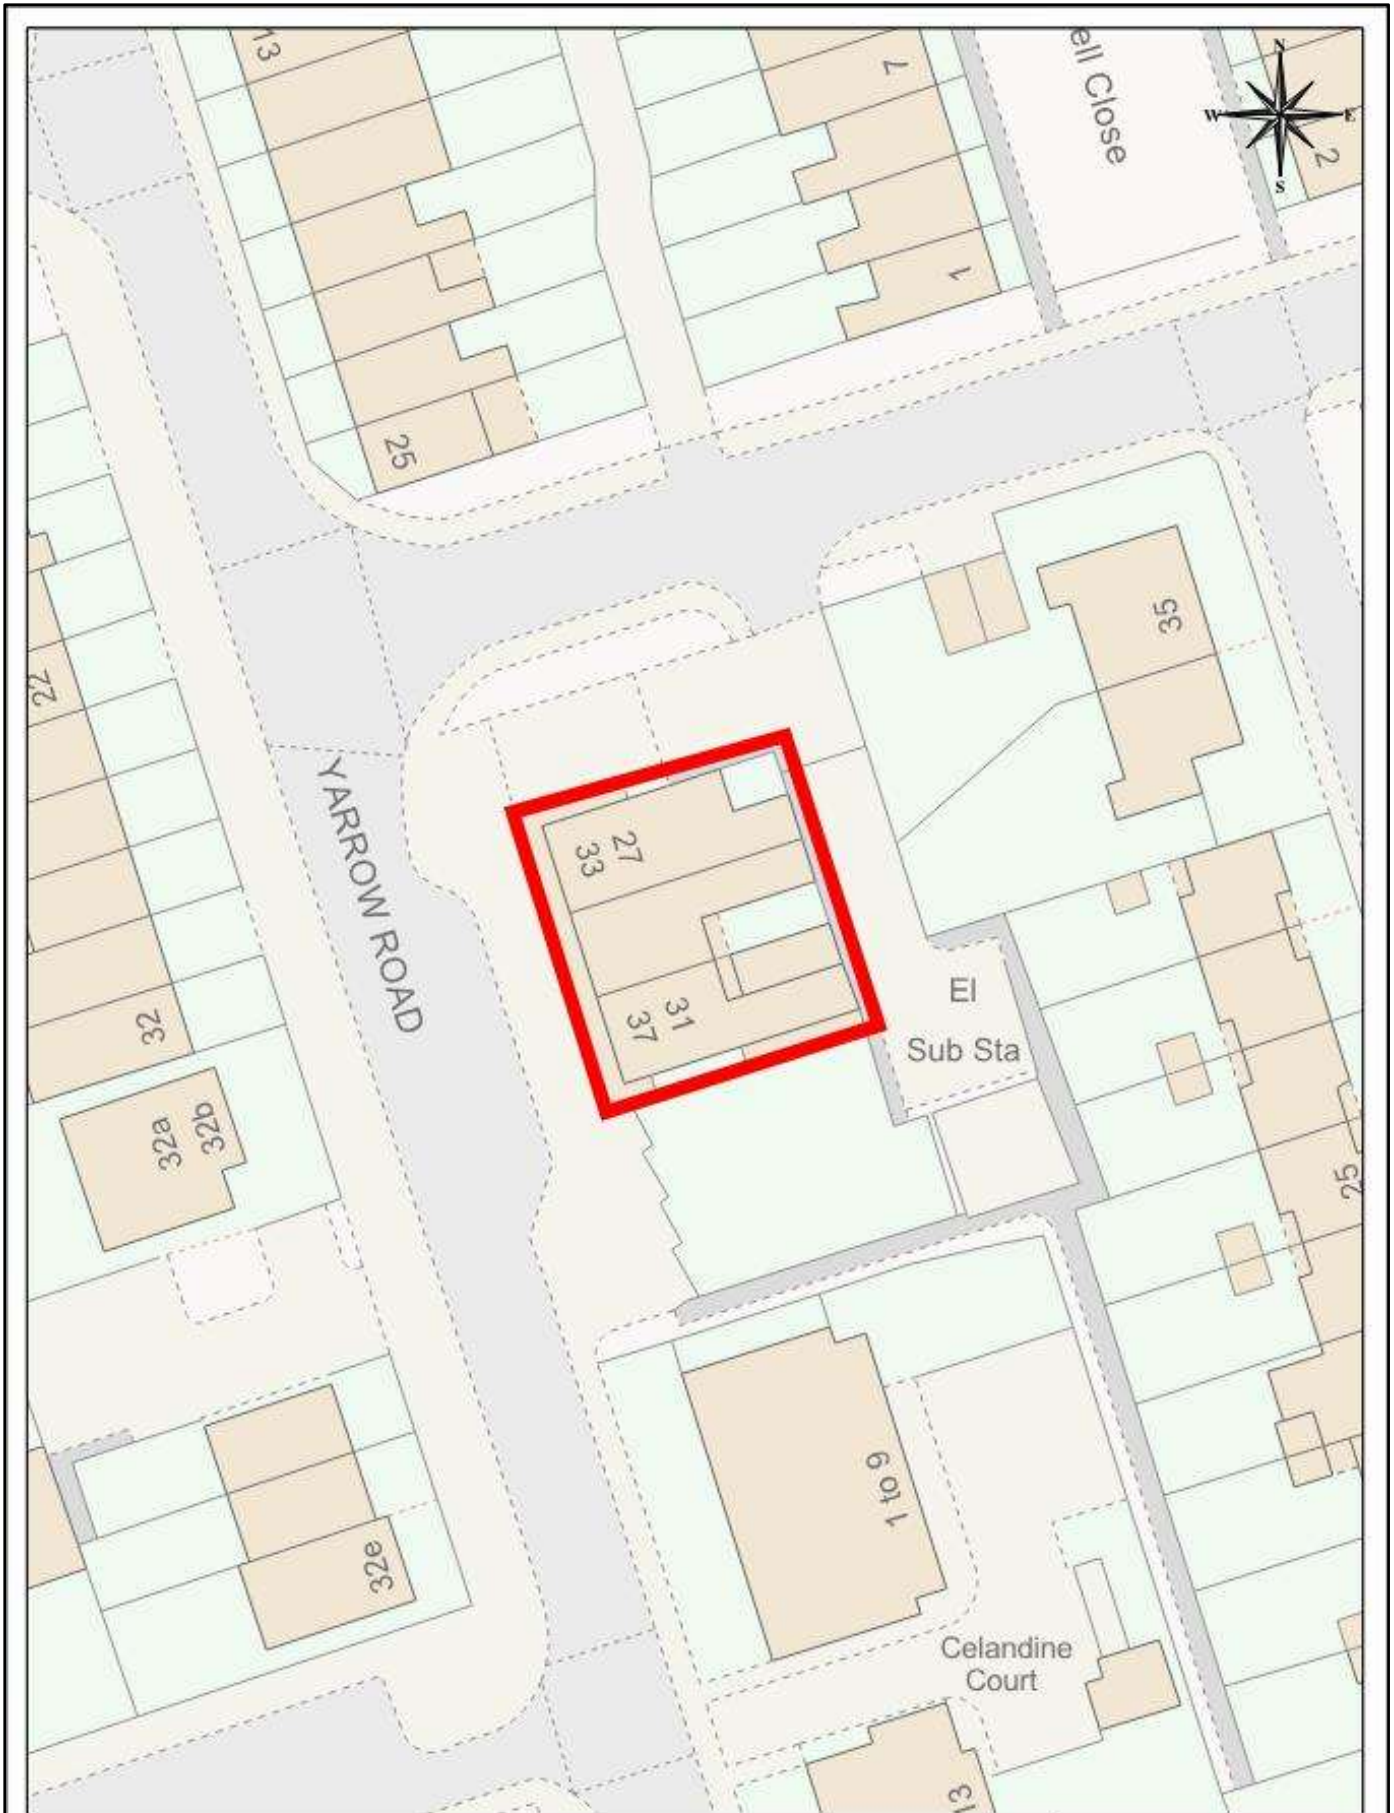 13
7
ell Close
N
W
E
S
2
1
25
35
22
YARROW ROAD
27
33
31
37
El
Sub Sta
32
32a
32b
25
1 to 9
32e
Celandine
Court
13